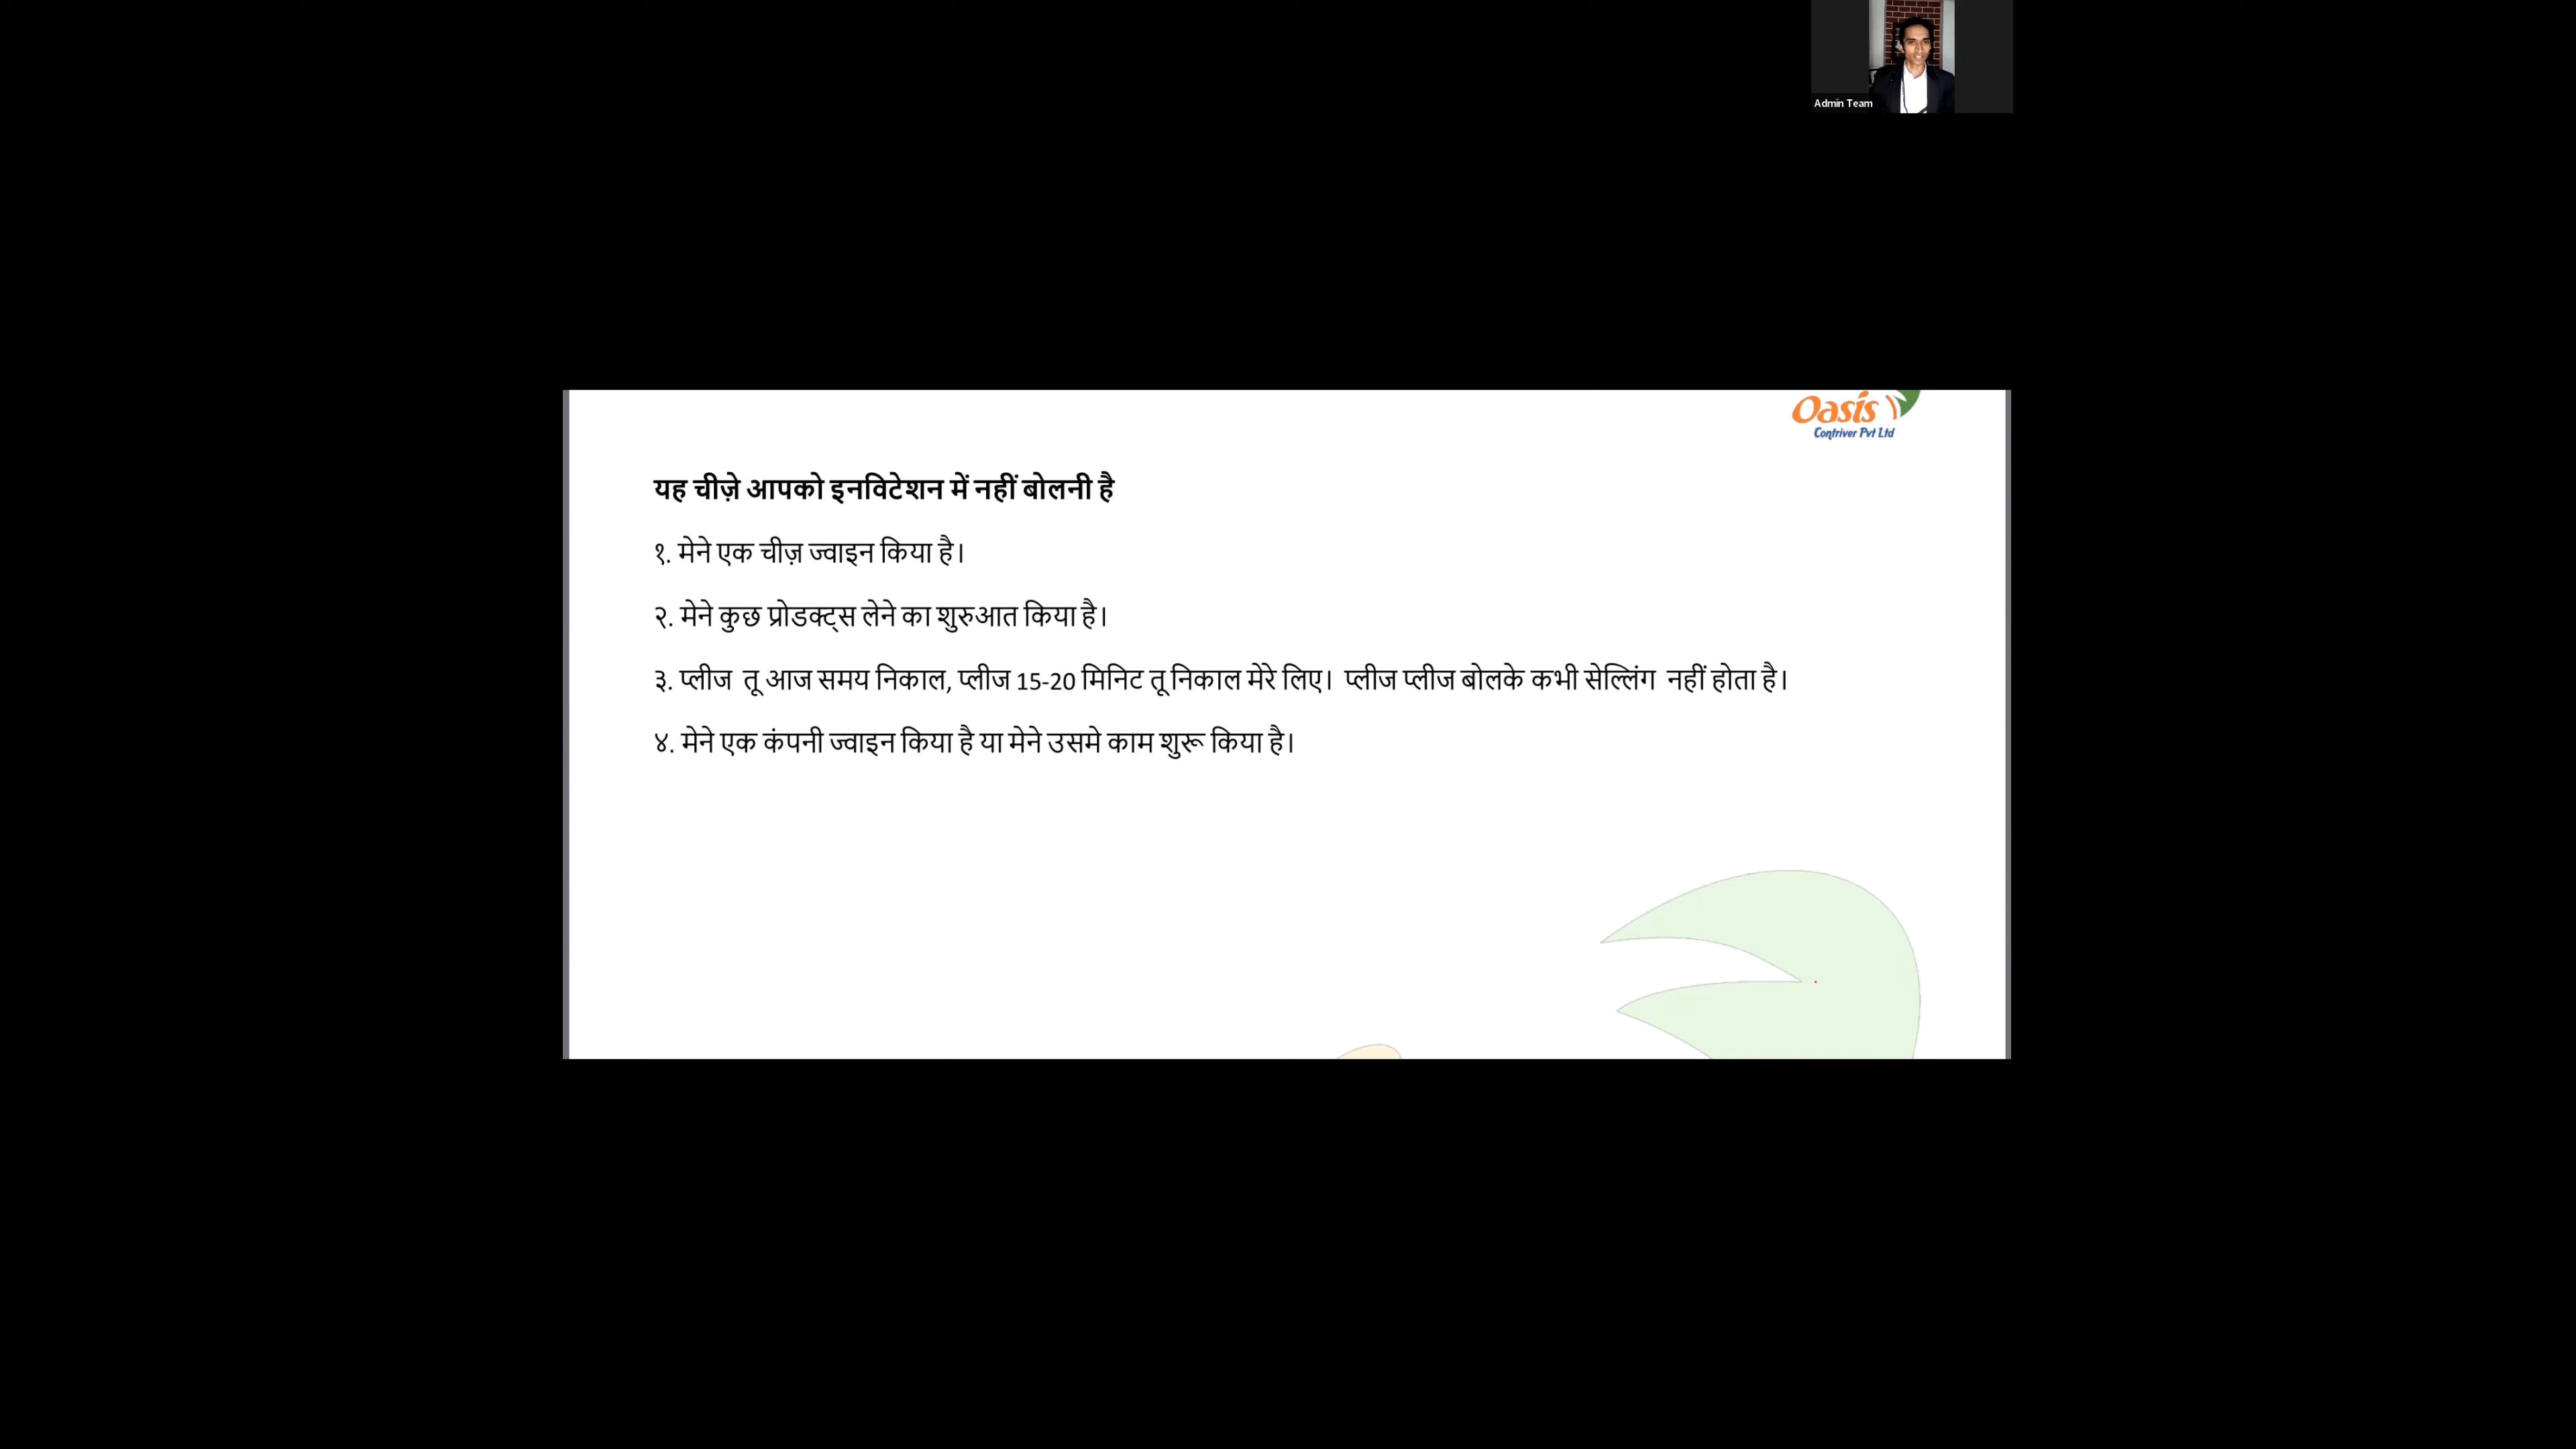 Admin Team
Oasis
Contriver Pvt Ltd
यह चीज़े आपको इनविटेशन में नहीं बोलनी है
१. मेने एक चीज़ ज्वाइन किया है।
२. मेने कुछ प्रोडक्ट्स लेने का शुरुआत किया है।
३. प्लीज तू आज समय निकाल, प्लीज 15-20 मिनिट तू निकाल मेरे लिए। प्लीज प्लीज बोलके कभी सेल्लिंग नहीं होता है।
४. मेने एक कंपनी ज्वाइन किया है या मेने उसमे काम शुरू किया है।